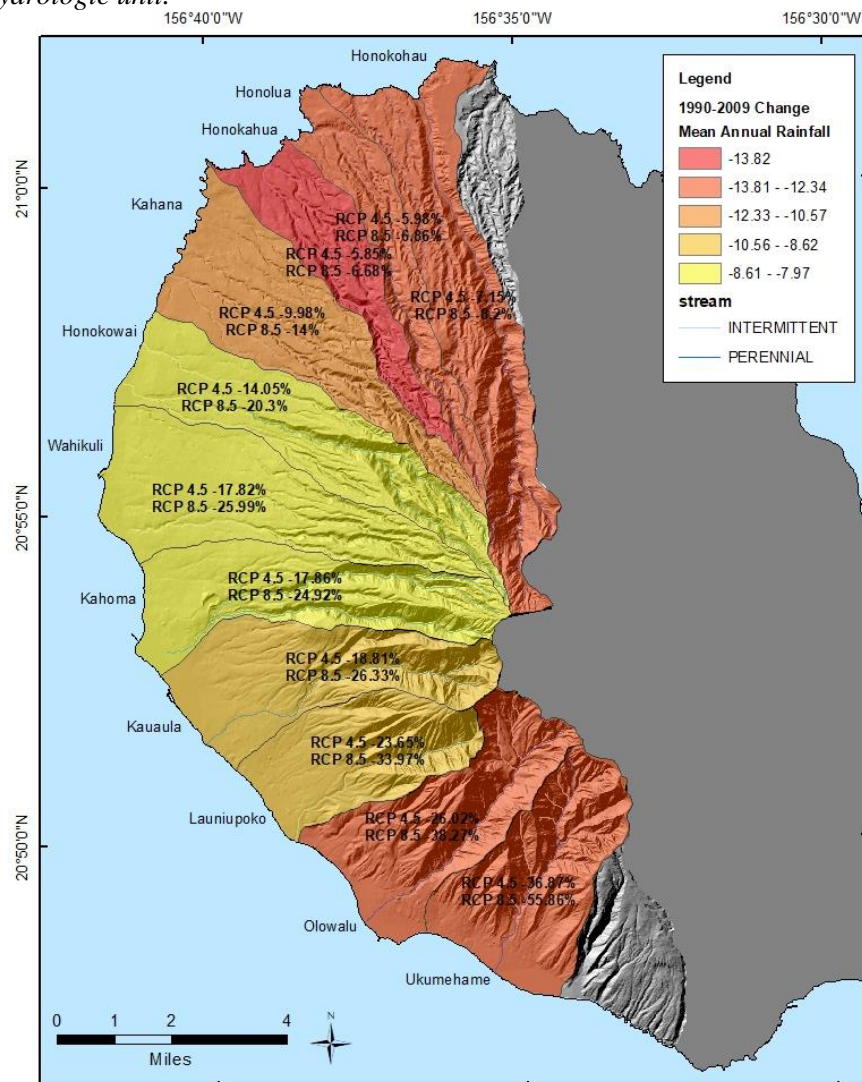 ydrologic unit.
156°40'0"W
156°35'0"W
156°30'0"W
Honokohau
Honolua
Honokahua
Kahana
Honokowai
Wahikuli
Kahoma
Kauaula
Launiupoko
Olowalu
Ukumehame
21°0'0"N
20°55'0"N
20°50'0"N
Legend
1990-2009 Change
Mean Annual Rainfall
-13.82
-13.81 - -12.34
-12.33 - -10.57
-10.56 - -8.62
-8.61 - -7.97
stream
INTERMITTENT
PERENNIAL
RCP 4.5 -5.98%
RCP 8.5 -6.86%
RCP 4.5 -5.85%
RCP 8.5 -6.68%
RCP 4.5 -7.15%
RCP 8.5 -8.2%
RCP 4.5 -9.98%
RCP 8.5 -14%
RCP 4.5 -14.05%
RCP 8.5 -20.3%
RCP 4.5 -17.82%
RCP 8.5 -25.99%
RCP 4.5 -17.86%
RCP 8.5 -24.92%
RCP 4.5 -18.81%
RCP 8.5 -26.33%
RCP 4.5 -23.65%
RCP 8.5 -33.97%
RCP 4.5 -26.02%
RCP 8.5 -38.27%
RCP 4.5 -36.87%
RCP 8.5 -55.86%
0 1 2 4
Miles
N